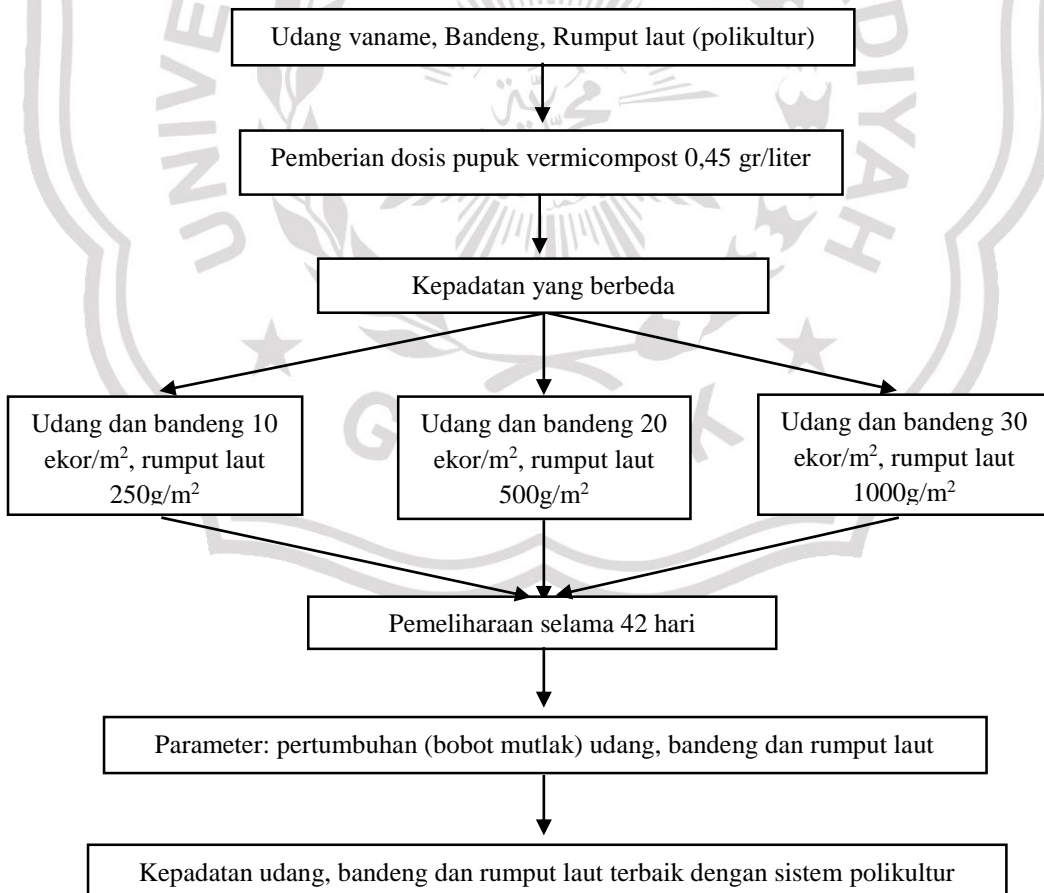 UNIVE
DIYAH
G
K
Udang vaname, Bandeng, Rumput laut (polikultur)
Pemberian dosis pupuk vermicompost 0,45 gr/liter
Kepadatan yang berbeda
Udang dan bandeng 10
ekor/m², rumput laut
250g/m²
Udang dan bandeng 20
ekor/m², rumput laut
500g/m²
Udang dan bandeng 30
ekor/m², rumput laut
1000g/m²
Pemeliharaan selama 42 hari
Parameter: pertumbuhan (bobot mutlak) udang, bandeng dan rumput laut
Kepadatan udang, bandeng dan rumput laut terbaik dengan sistem polikultur